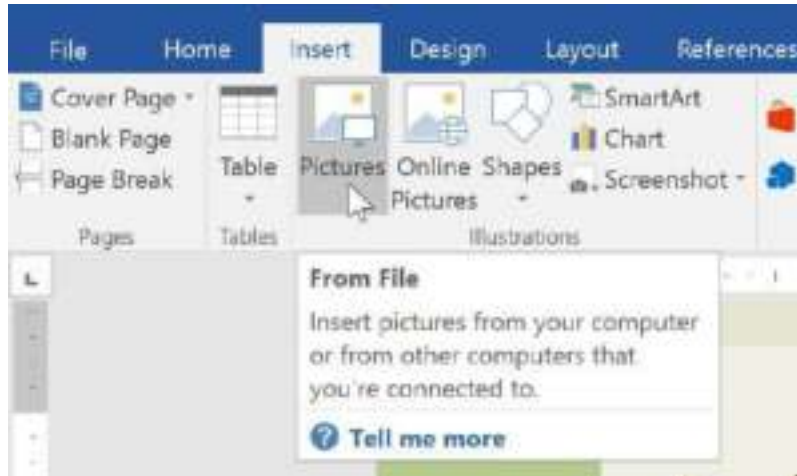 File Home Insert Design Layout References
Cover Page
Blank Page
Page Break
Table
Pictures
Online
Pictures
Shapes
SmartArt
Chart
Screenshot
Pages Tables Illustrations
L
From File
Insert pictures from your computer
or from other computers that
you're connected to.
? Tell me more